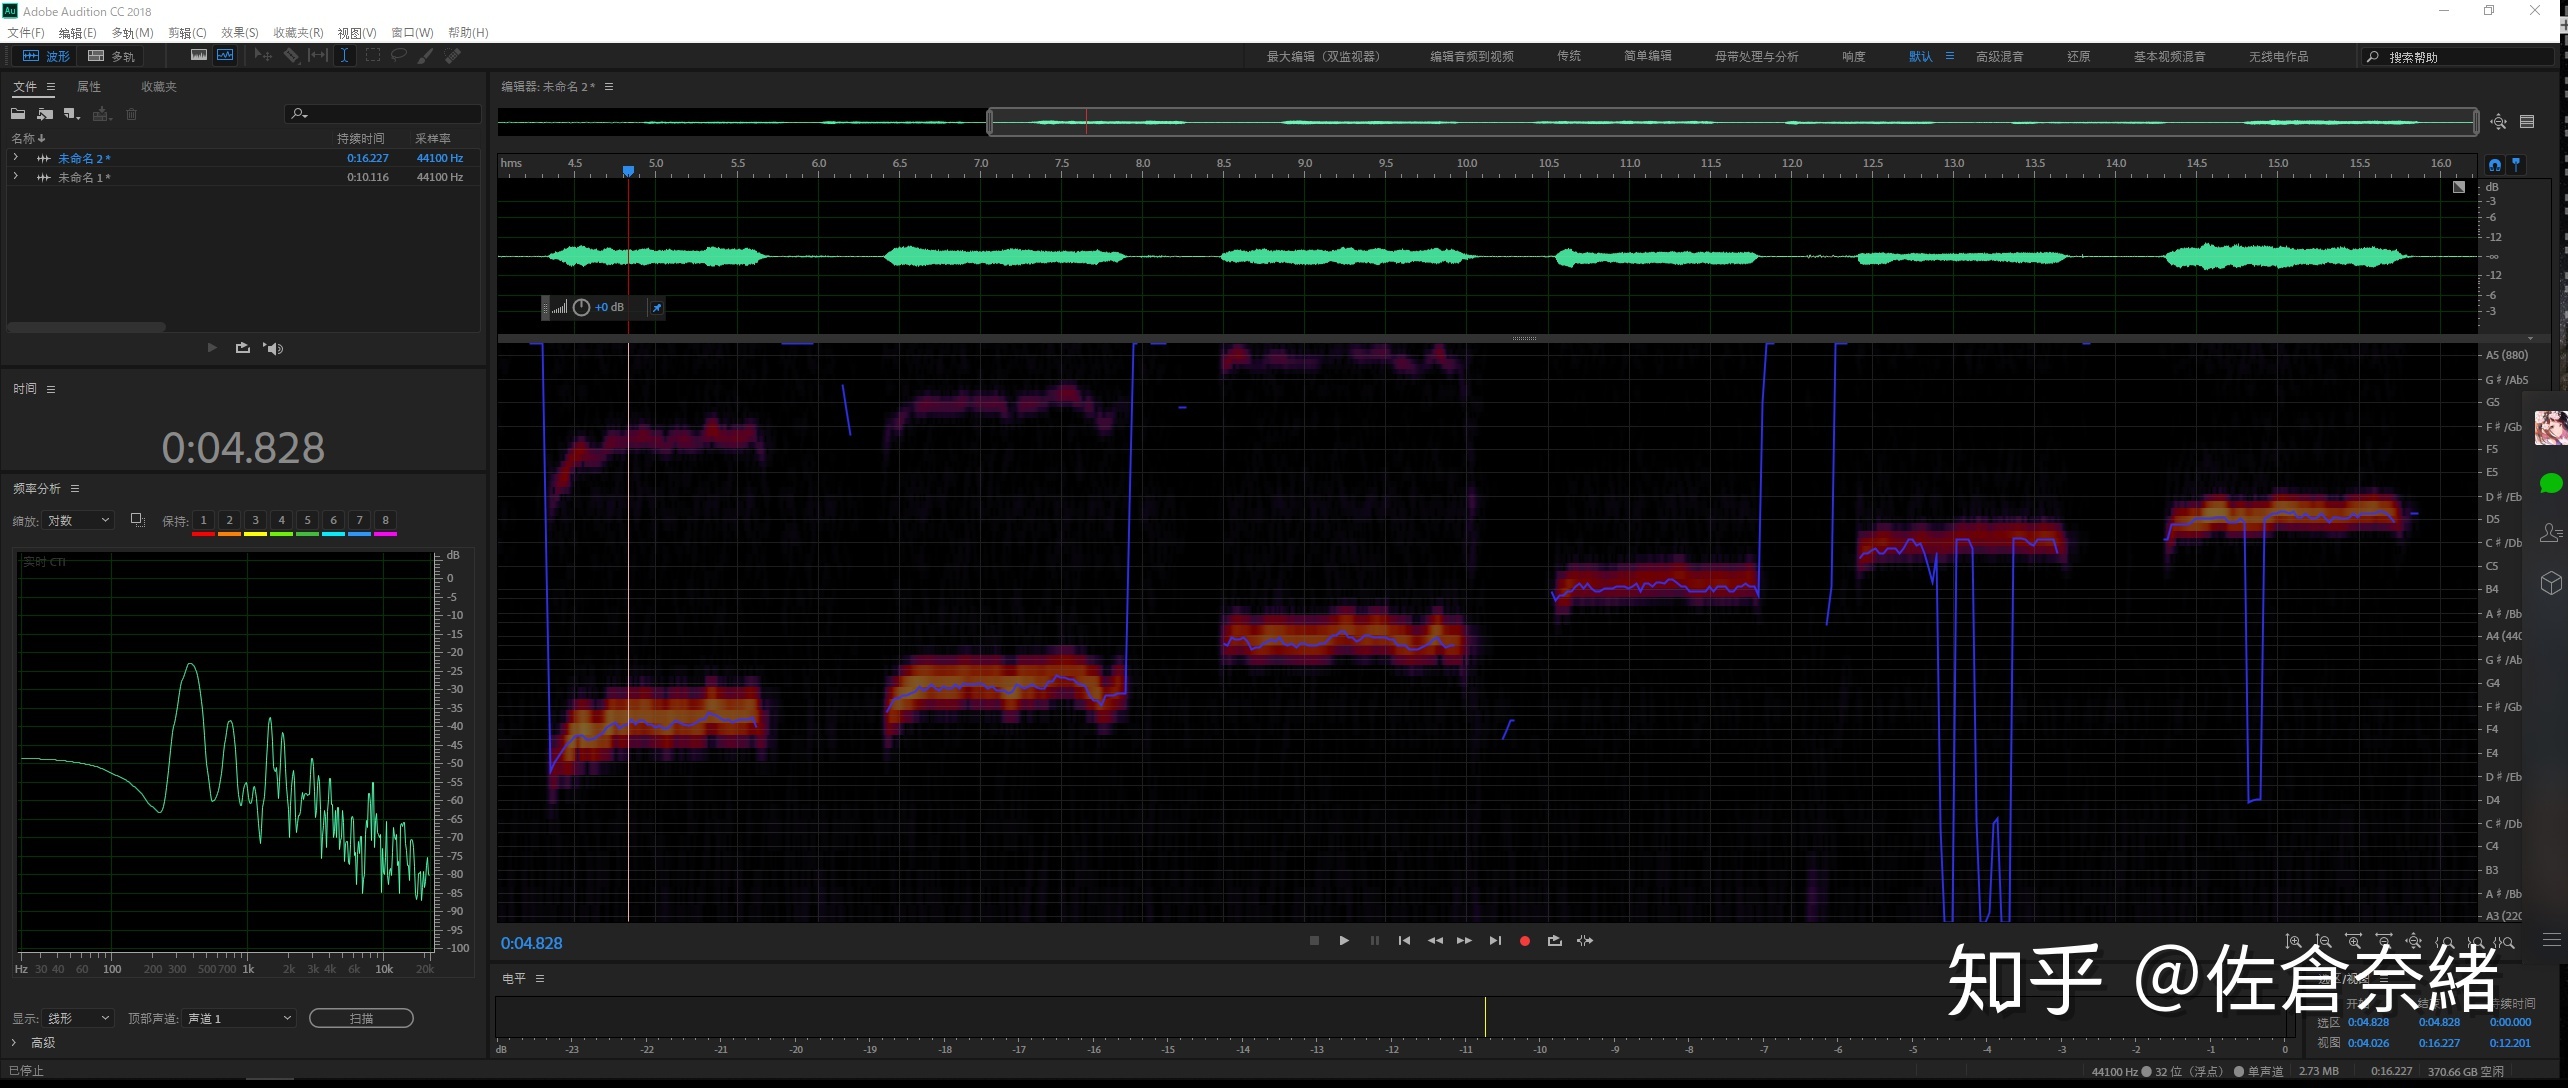 Adobe Audition CC 2018
文件(F) 编辑(E) 多轨(M) 剪辑(C) 效果(S) 收藏夹(R) 视图(V) 窗口(W) 帮助(H)
波形 多轨
最大编辑（双监视器） 编辑音频到视频 传统 简单编辑 母带处理与分析 响度 默认 高级混音 还原 基本视频混音 无线电作品 搜索帮助
文件 属性 收藏夹
名称 持续时间 采样率
未命名 2 * 0:16.227 44100 Hz
未命名 1 * 0:10.116 44100 Hz
时间
0:04.828
频率分析
缩放: 对数 保持: 1 2 3 4 5 6 7 8
实时 CTI
dB
0
-5
-10
-15
-20
-25
-30
-35
-40
-45
-50
-55
-60
-65
-70
-75
-80
-85
-90
-95
-100
Hz 30 40 60 100 200 300 500 700 1k 2k 3k 4k 6k 10k 20k
显示: 线形 顶部声道: 声道 1 扫描
高级
已停止
编辑器: 未命名 2 *
hms 4.5 5.0 5.5 6.0 6.5 7.0 7.5 8.0 8.5 9.0 9.5 10.0 10.5 11.0 11.5 12.0 12.5 13.0 13.5 14.0 14.5 15.0 15.5 16.0
dB
-3
-6
-12
-∞
-12
-6
-3
+0 dB
A5 (880)
G♯/Ab5
G5
F♯/Gb
F5
E5
D♯/Eb
D5
C♯/Db
C5
B4
A♯/Bb
A4 (440
G♯/Ab
G4
F♯/Gb
F4
E4
D♯/Eb
D4
C♯/Db
C4
B3
A♯/Bb
A3 (220
0:04.828
电平
dB -23 -22 -21 -20 -19 -18 -17 -16 -15 -14 -13 -12 -11 -10 -9 -8 -7 -6 -5 -4 -3 -2 -1 0
知乎 @佐倉奈緒
持续时间
选区 0:04.828 0:04.828 0:00.000
视图 0:04.026 0:16.227 0:12.201
44100 Hz 32 位（浮点） 单声道 2.73 MB 0:16.227 370.66 GB 空闲